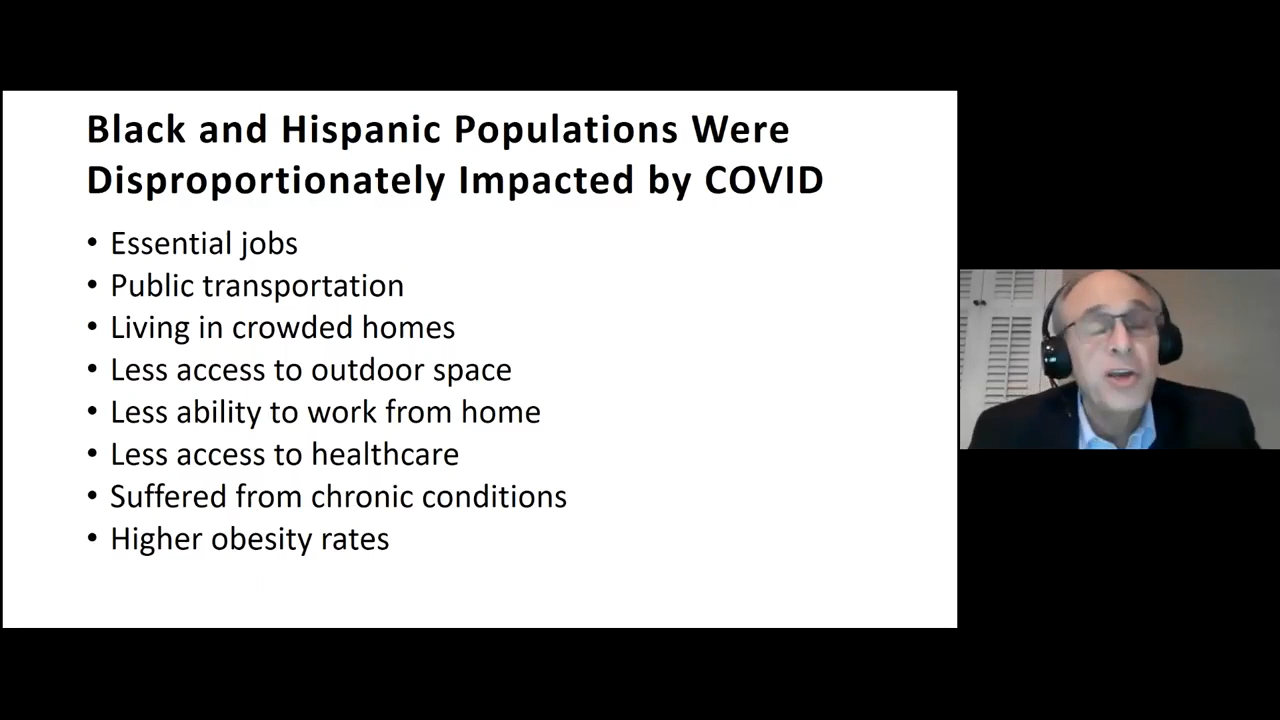 Black and Hispanic Populations Were
Disproportionately Impacted by COVID
• Essential jobs
• Public transportation
• Living in crowded homes
• Less access to outdoor space
• Less ability to work from home
• Less access to healthcare
• Suffered from chronic conditions
• Higher obesity rates